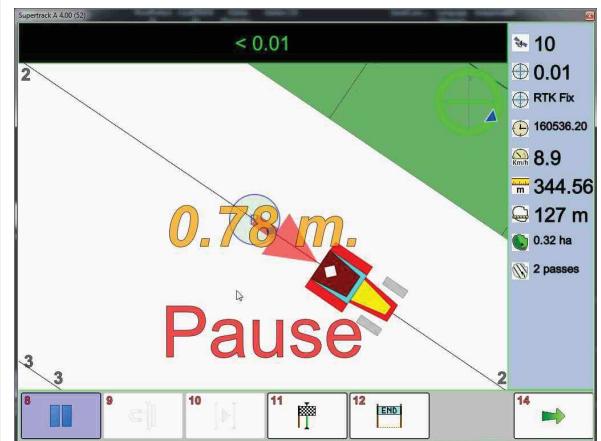 Supertrack A 4.00 (52)
< 0.01
10
0.01
RTK Fix
160536.20
Km/h
8.9
m
344.56
127 m
0.32 ha
2 passes
2
0.78 m.
Pause
3
3
2
8
9
10
11
12
END
14